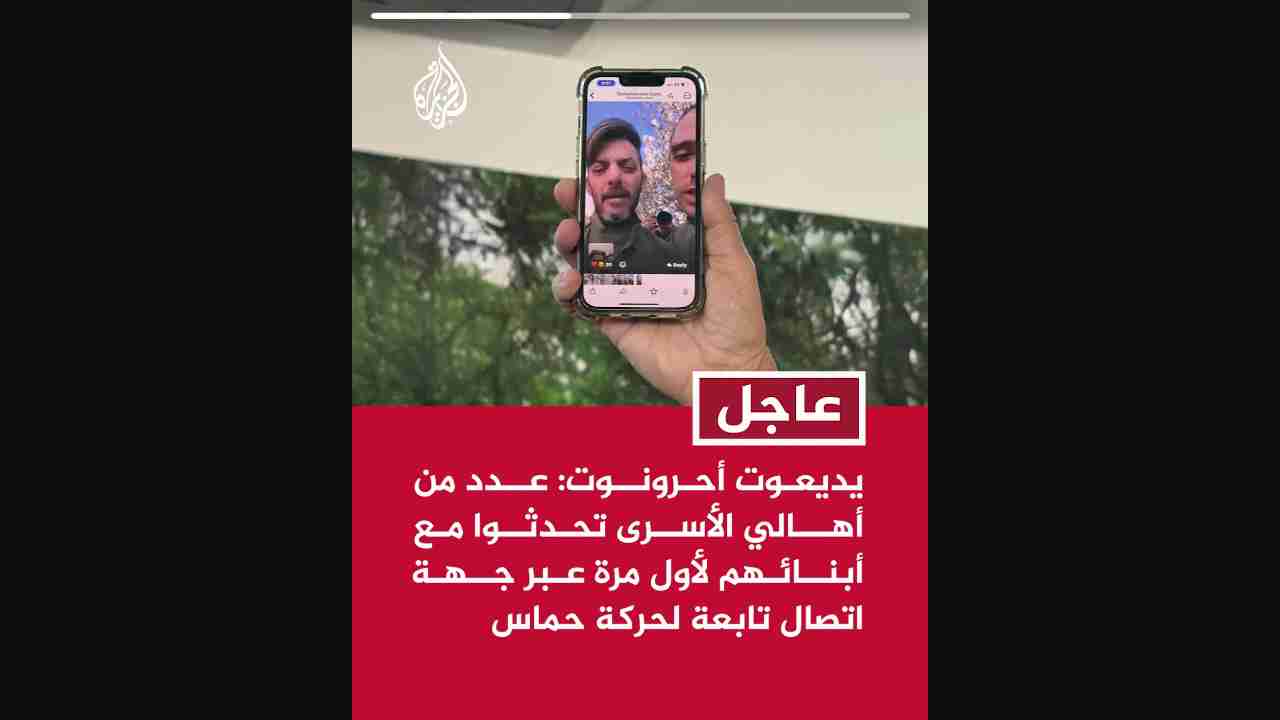 الجزيرة
Reply
عاجل
يديعوت أحرونوت: عدد من
أهالي الأسرى تحدثوا مع
أبنائهم لأول مرة عبر جهة
اتصال تابعة لحركة حماس